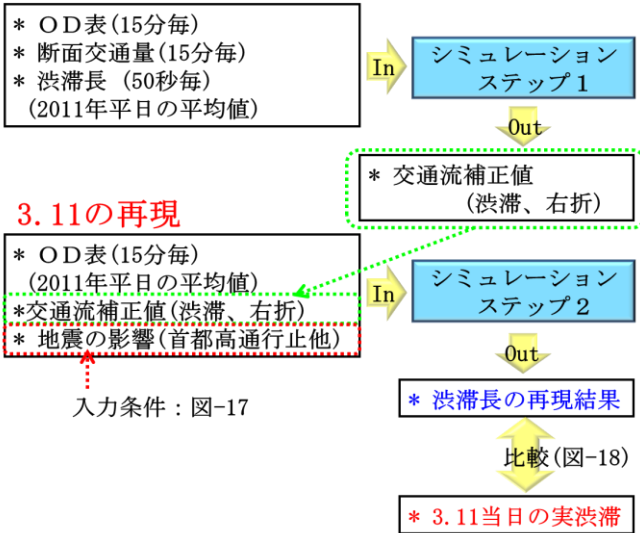 * ＯＤ表(15分毎)
* 断面交通量(15分毎)
* 渋滞長 (50秒毎)
(2011年平日の平均値)
In
シミュレーション
ステップ１
Out
* 交通流補正値
(渋滞、右折)
3.11の再現
* ＯＤ表(15分毎)
(2011年平日の平均値)
*交通流補正値(渋滞、右折)
* 地震の影響(首都高通行止他)
In
シミュレーション
ステップ２
Out
入力条件：図-17
* 渋滞長の再現結果
比較(図-18)
* 3.11当日の実渋滞